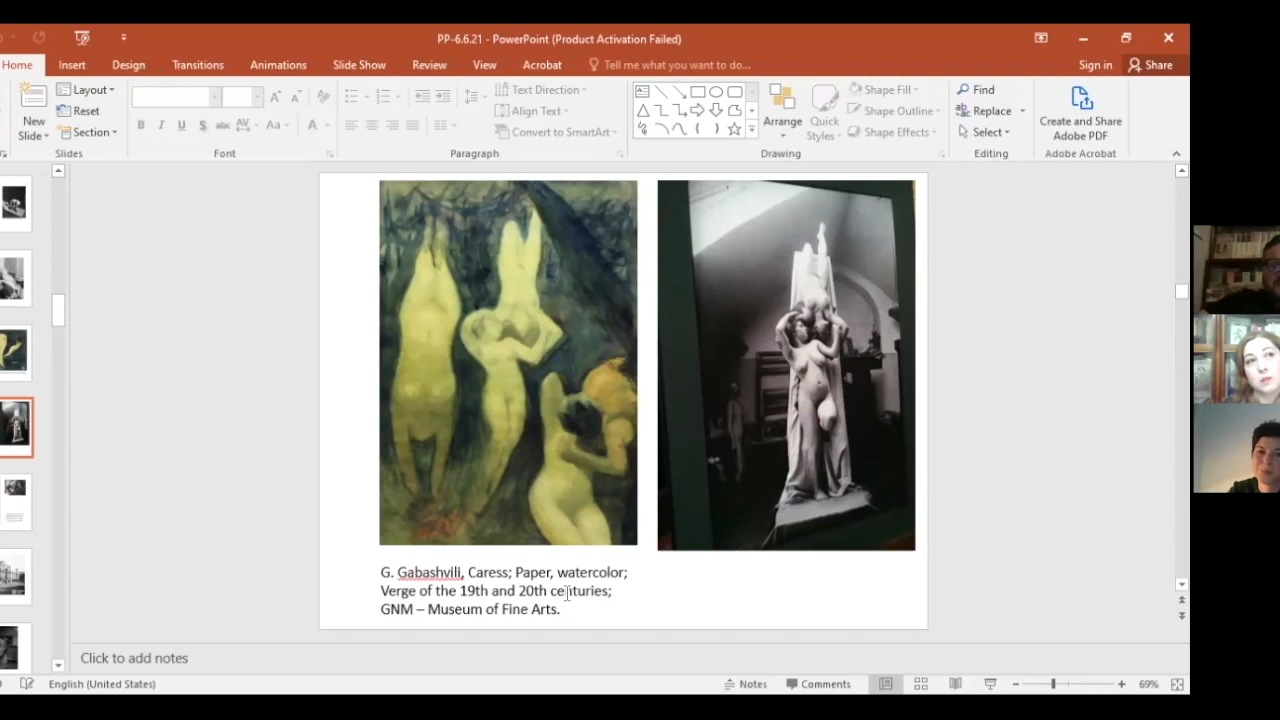 PP-6.6.21 - PowerPoint (Product Activation Failed)
Home Insert Design Transitions Animations Slide Show Review View Acrobat Tell me what you want to do... Sign in Share
New Slide
Layout
Reset
Section
Slides
B I U S abc AV Aa A
Font
Text Direction
Align Text
Convert to SmartArt
Paragraph
Arrange
Quick Styles
Shape Fill
Shape Outline
Shape Effects
Drawing
Find
Replace
Select
Editing
Create and Share
Adobe PDF
Adobe Acrobat
G. Gabashvili, Caress; Paper, watercolor;
Verge of the 19th and 20th centuries;
GNM – Museum of Fine Arts.
Click to add notes
English (United States) Notes Comments 69%